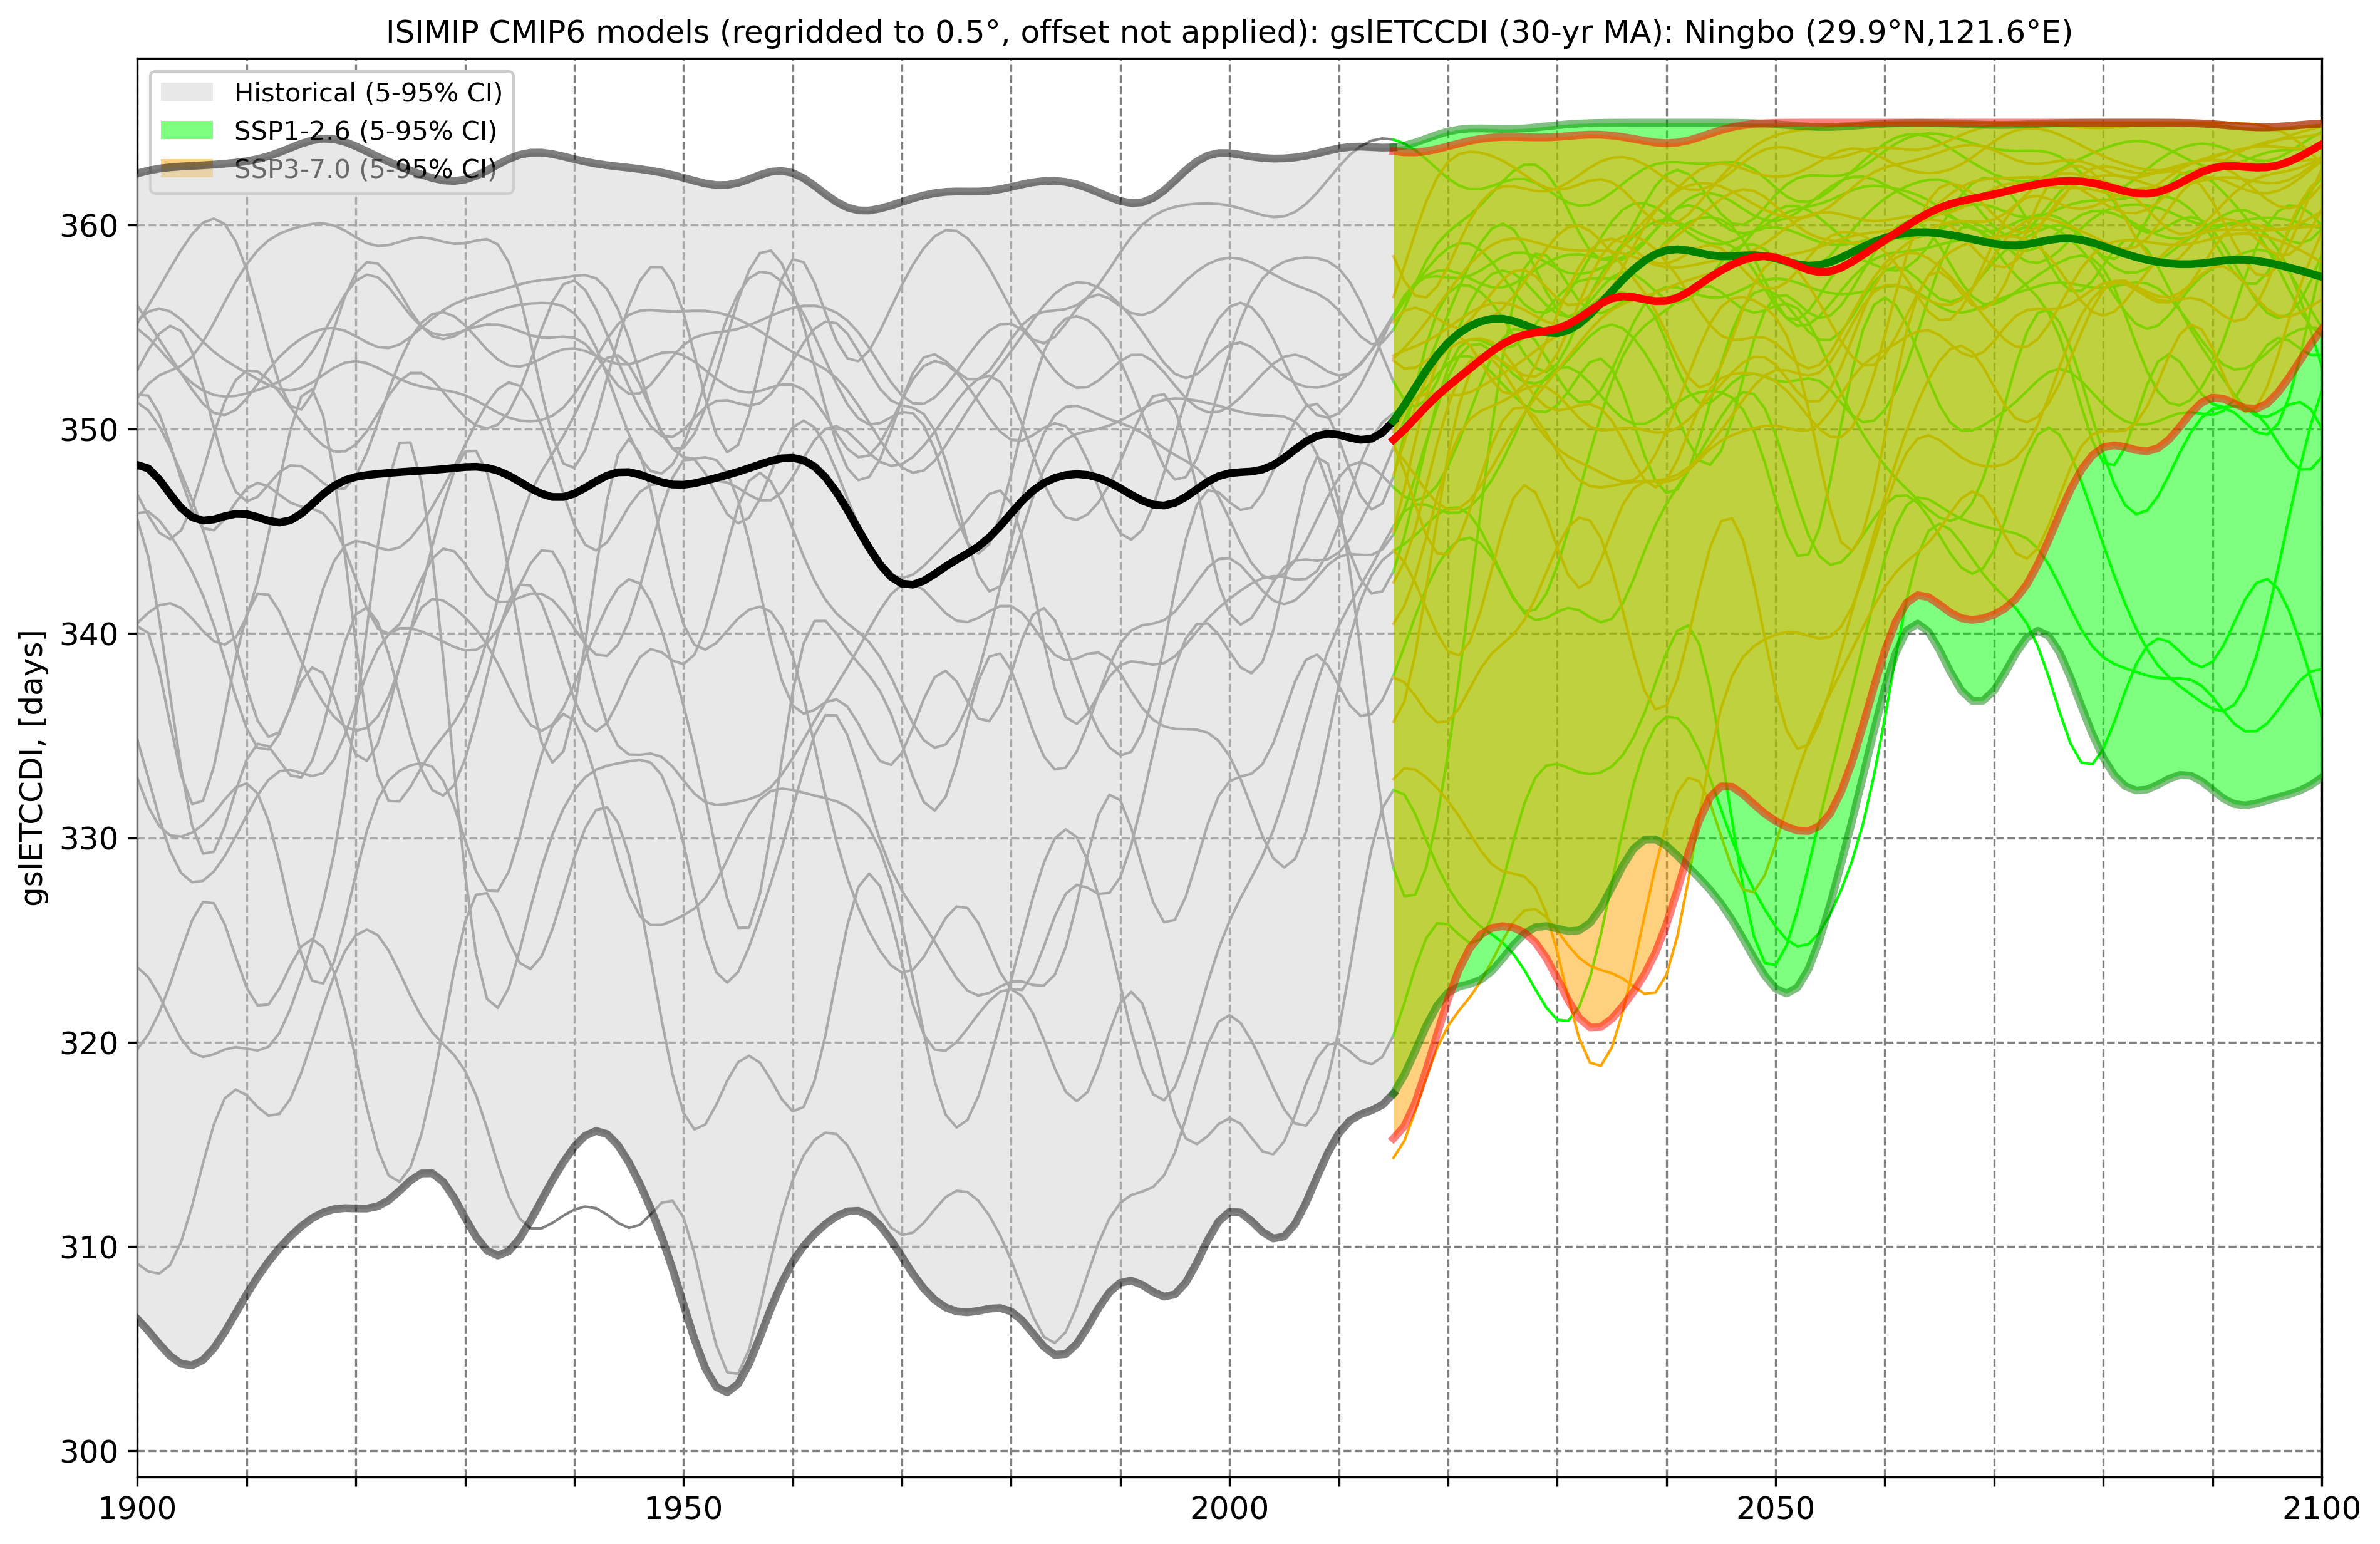 ISIMIP CMIP6 models (regridded to 0.5°, offset not applied): gslETCCDI (30-yr MA): Ningbo (29.9°N,121.6°E)
Historical (5-95% CI)
SSP1-2.6 (5-95% CI)
SSP3-7.0 (5-95% CI)
gslETCCDI, [days]
360
350
340
330
320
310
300
1900
1950
2000
2050
2100